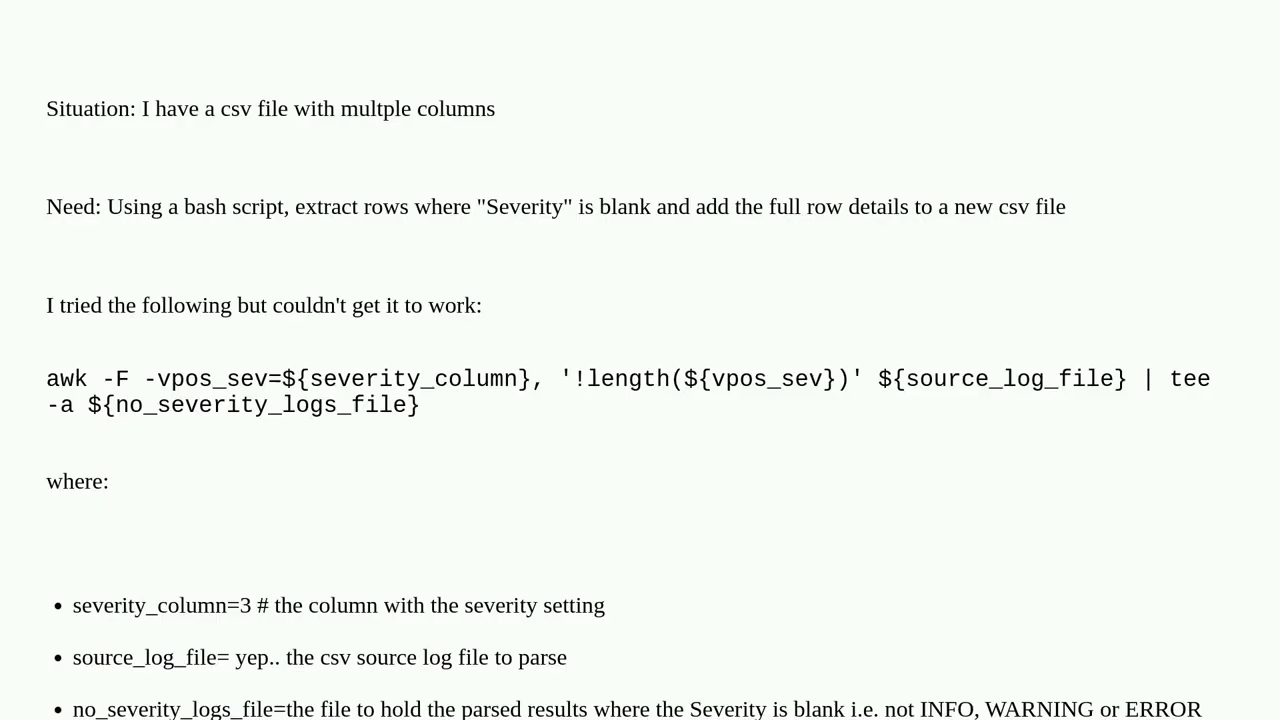 Situation: I have a csv file with multple columns
Need: Using a bash script, extract rows where "Severity" is blank and add the full row details to a new csv file
I tried the following but couldn't get it to work:
awk -F -vpos_sev=${severity_column}, '!length(${vpos_sev})' ${source_log_file} | tee
-a ${no_severity_logs_file}
where:
• severity_column=3 # the column with the severity setting
• source_log_file= yep.. the csv source log file to parse
• no_severity_logs_file=the file to hold the parsed results where the Severity is blank i.e. not INFO, WARNING or ERROR